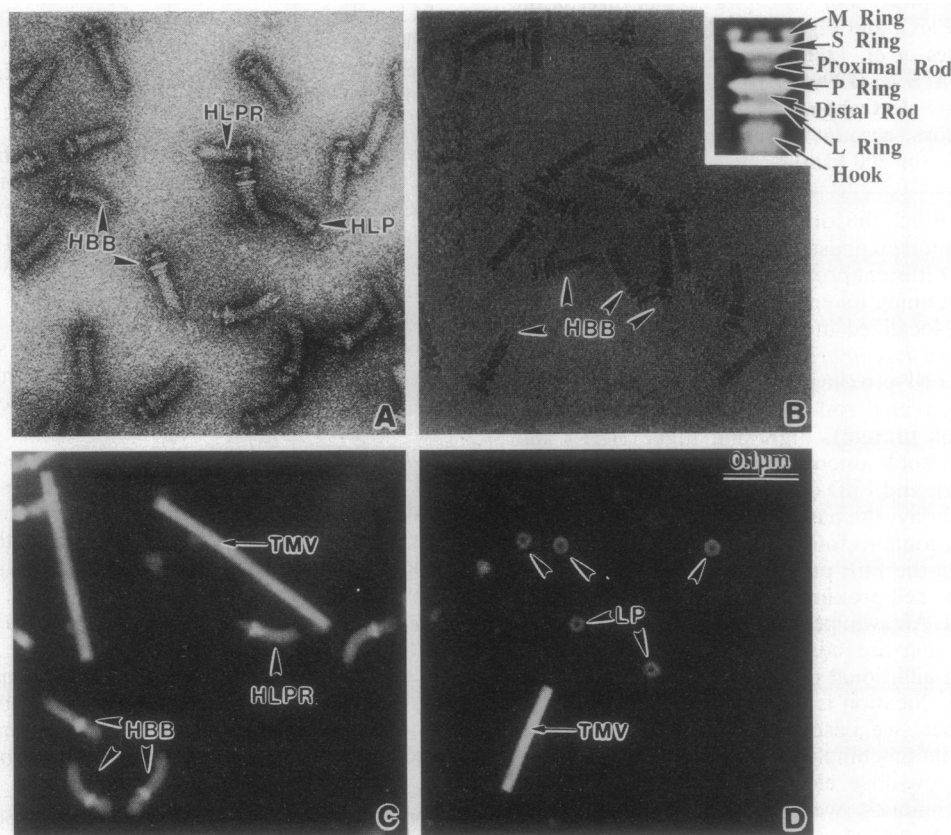 HLPR
HLP
HBB
A
HBB
B
M Ring
S Ring
Proximal Rod
P Ring
Distal Rod
L Ring
Hook
TMV
HLPR
HBB
C
0.1µm
LP
TMV
D